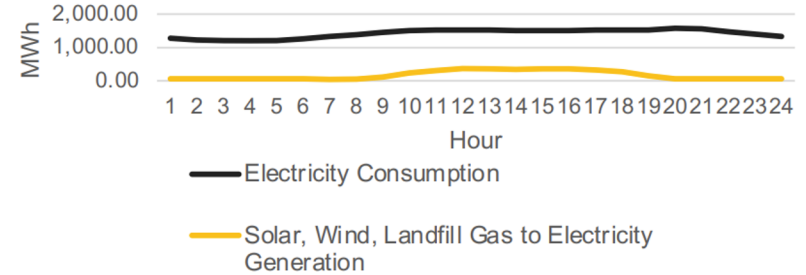 2,000.00
1,000.00
0.00
MWh
1 2 3 4 5 6 7 8 9 10 11 12 13 14 15 16 17 18 19 20 21 22 23 24
Hour
Electricity Consumption
Solar, Wind, Landfill Gas to Electricity
Generation